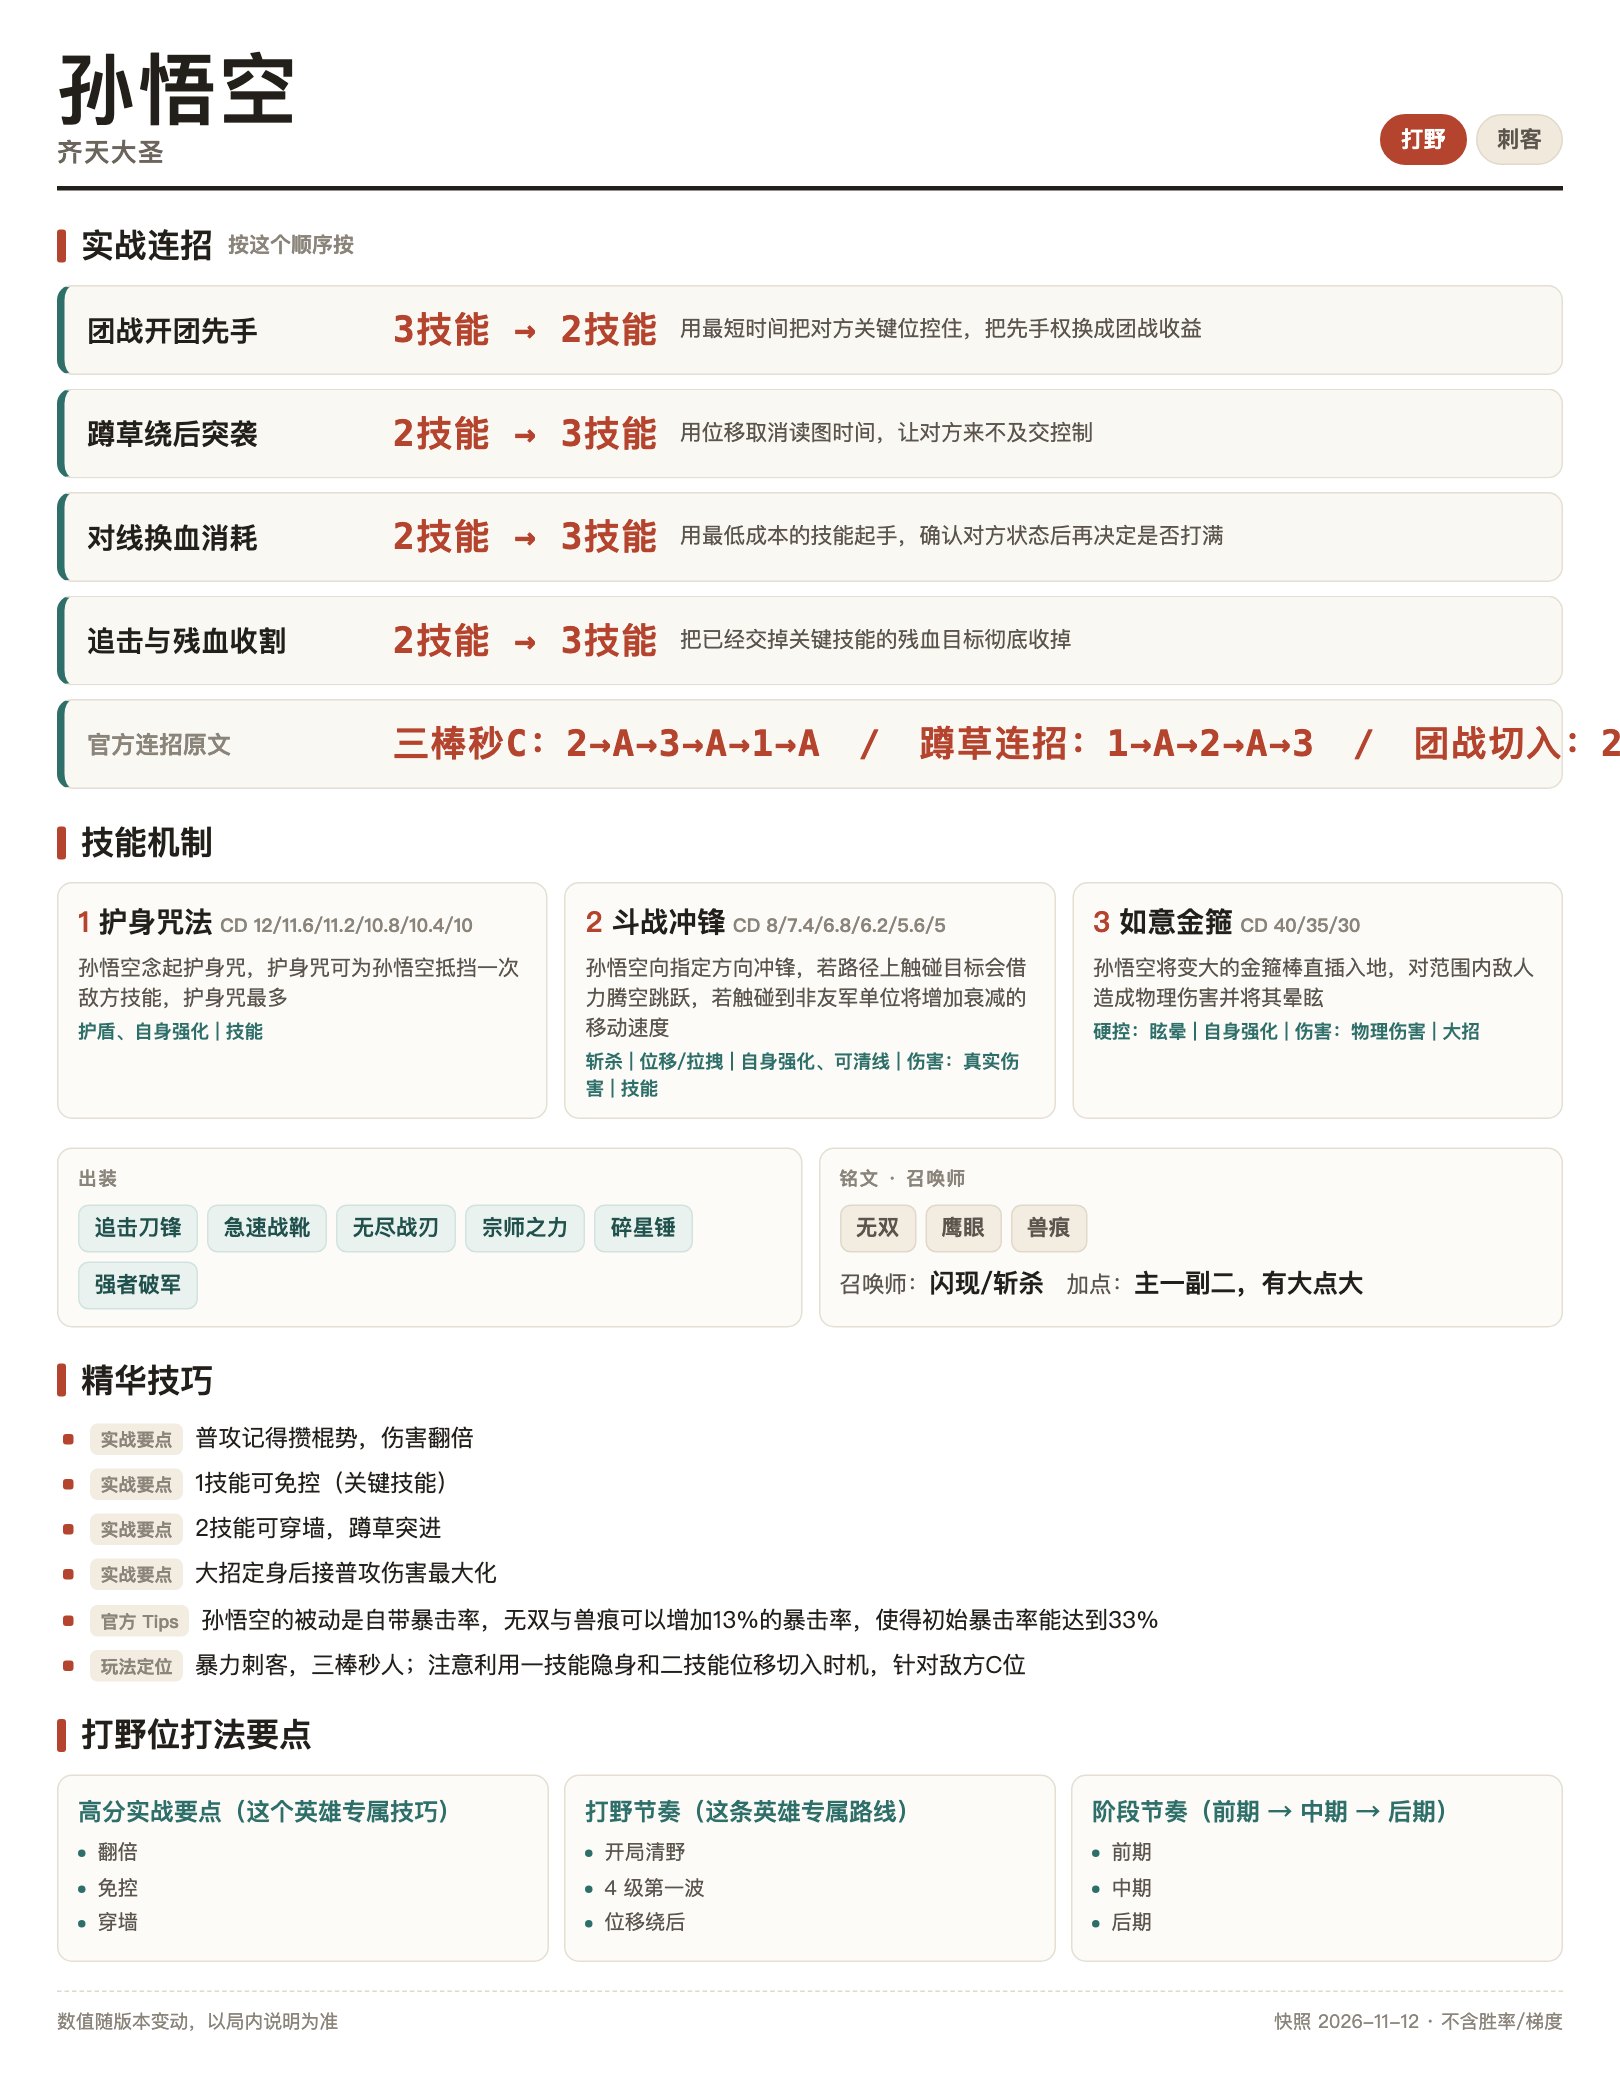 孙悟空
齐天大圣
打野 刺客
实战连招 按这个顺序按
团战开团先手 3技能 → 2技能 用最短时间把对方关键位控住，把先手权换成团战收益
蹲草绕后突袭 2技能 → 3技能 用位移取消读图时间，让对方来不及交控制
对线换血消耗 2技能 → 3技能 用最低成本的技能起手，确认对方状态后再决定是否打满
追击与残血收割 2技能 → 3技能 把已经交掉关键技能的残血目标彻底收掉
官方连招原文 三棒秒C：2→A→3→A→1→A / 蹲草连招：1→A→2→A→3 / 团战切入：2
技能机制
1 护身咒法 CD 12/11.6/11.2/10.8/10.4/10
孙悟空念起护身咒，护身咒可为孙悟空抵挡一次
敌方技能，护身咒最多
护盾、自身强化 | 技能
2 斗战冲锋 CD 8/7.4/6.8/6.2/5.6/5
孙悟空向指定方向冲锋，若路径上触碰目标会借
力腾空跳跃，若触碰到非友军单位将增加衰减的
移动速度
斩杀 | 位移/拉拽 | 自身强化、可清线 | 伤害：真实伤
害 | 技能
3 如意金箍 CD 40/35/30
孙悟空将变大的金箍棒直插入地，对范围内敌人
造成物理伤害并将其晕眩
硬控：眩晕 | 自身强化 | 伤害：物理伤害 | 大招
出装
追击刀锋 急速战靴 无尽战刃 宗师之力 碎星锤
强者破军
铭文 · 召唤师
无双 鹰眼 兽痕
召唤师：闪现/斩杀 加点：主一副二，有大点大
精华技巧
实战要点 普攻记得攒棍势，伤害翻倍
实战要点 1技能可免控（关键技能）
实战要点 2技能可穿墙，蹲草突进
实战要点 大招定身后接普攻伤害最大化
官方 Tips 孙悟空的被动是自带暴击率，无双与兽痕可以增加13%的暴击率，使得初始暴击率能达到33%
玩法定位 暴力刺客，三棒秒人；注意利用一技能隐身和二技能位移切入时机，针对敌方C位
打野位打法要点
高分实战要点（这个英雄专属技巧）
翻倍
免控
穿墙
打野节奏（这条英雄专属路线）
开局清野
4 级第一波
位移绕后
阶段节奏（前期 → 中期 → 后期）
前期
中期
后期
数值随版本变动，以局内说明为准
快照 2026-11-12 · 不含胜率/梯度